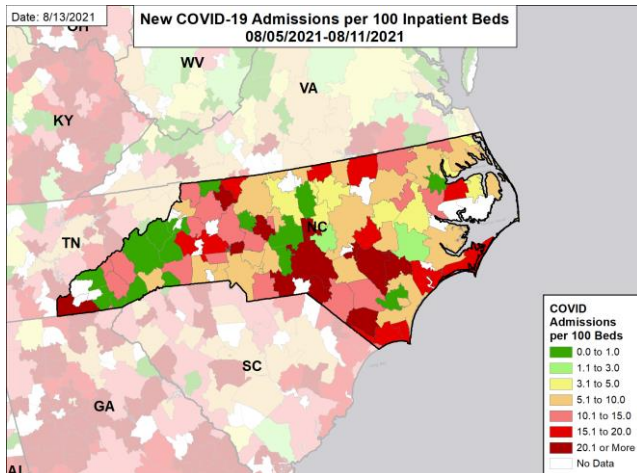 Date: 8/13/2021
New COVID-19 Admissions per 100 Inpatient Beds
08/05/2021-08/11/2021
OH
WV
VA
KY
TN
NC
SC
GA
AL
COVID
Admissions
per 100 Beds
0.0 to 1.0
1.1 to 3.0
3.1 to 5.0
5.1 to 10.0
10.1 to 15.0
15.1 to 20.0
20.1 or More
No Data